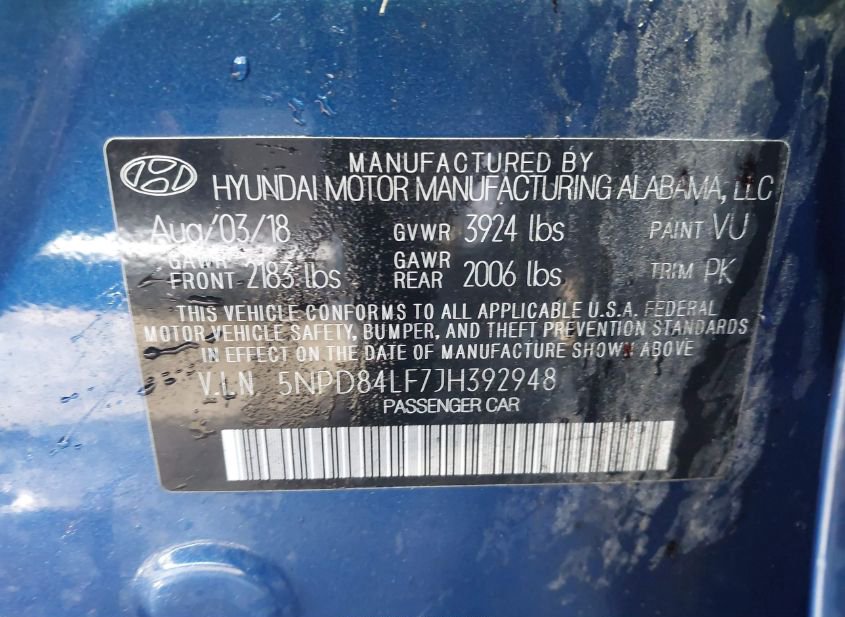 MANUFACTURED BY
HYUNDAI MOTOR MANUFACTURING ALABAMA, LLC
Aug/03/18 GVWR 3924 lbs PAINT VU
GAWR FRONT 2183 lbs GAWR REAR 2006 lbs TRIM PK
THIS VEHICLE CONFORMS TO ALL APPLICABLE U.S.A. FEDERAL
MOTOR VEHICLE SAFETY, BUMPER, AND THEFT PREVENTION STANDARDS
IN EFFECT ON THE DATE OF MANUFACTURE SHOWN ABOVE
V.I.N 5NPD84LF7JH392948
PASSENGER CAR